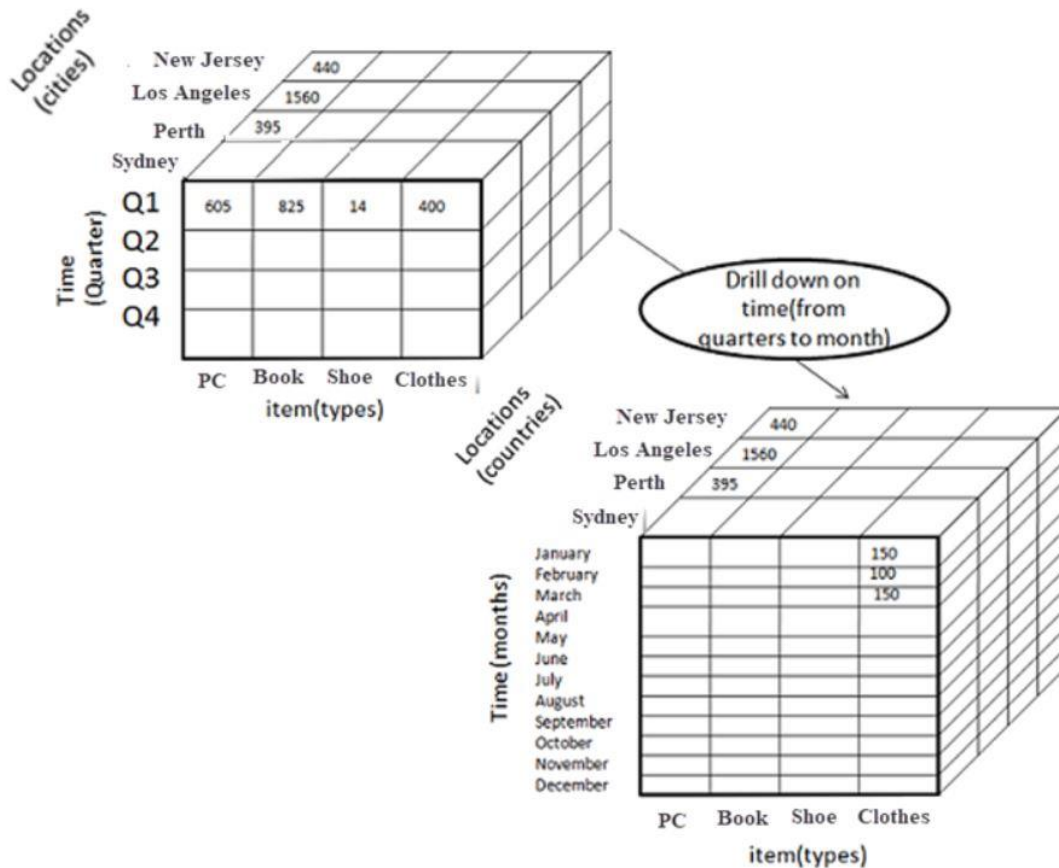 Locations
(cities)
New Jersey
440
Los Angeles
1560
Perth
395
Sydney
Time
(Quarter)
Q1
605 825 14 400
Q2
Q3
Q4
PC Book Shoe Clothes
item(types)
Drill down on
time(from
quarters to month)
Locations
(countries)
New Jersey
440
Los Angeles
1560
Perth
395
Sydney
Time(months)
January 150
February 100
March 150
April
May
June
July
August
September
October
November
December
PC Book Shoe Clothes
item(types)